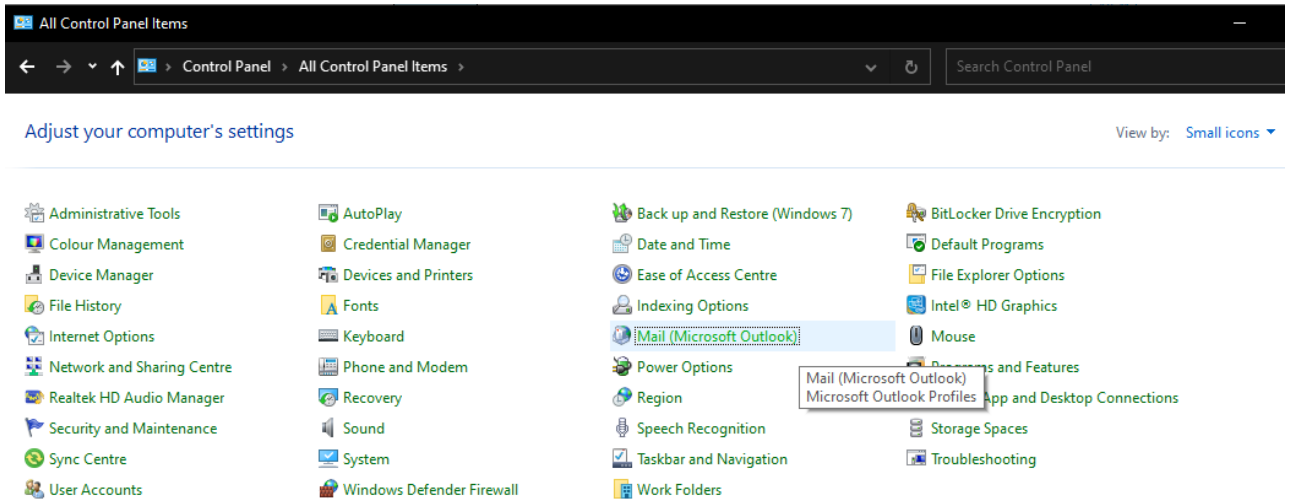 All Control Panel Items
Control Panel > All Control Panel Items >
Search Control Panel
Adjust your computer's settings
View by: Small icons
Administrative Tools
AutoPlay
Back up and Restore (Windows 7)
BitLocker Drive Encryption
Colour Management
Credential Manager
Date and Time
Default Programs
Device Manager
Devices and Printers
Ease of Access Centre
File Explorer Options
File History
Fonts
Indexing Options
Intel® HD Graphics
Internet Options
Keyboard
Mail (Microsoft Outlook)
Mouse
Network and Sharing Centre
Phone and Modem
Power Options
and Features
Mail (Microsoft Outlook)
Microsoft Outlook Profiles
Realtek HD Audio Manager
Recovery
Region
App and Desktop Connections
Security and Maintenance
Sound
Speech Recognition
Storage Spaces
Sync Centre
System
Taskbar and Navigation
Troubleshooting
User Accounts
Windows Defender Firewall
Work Folders